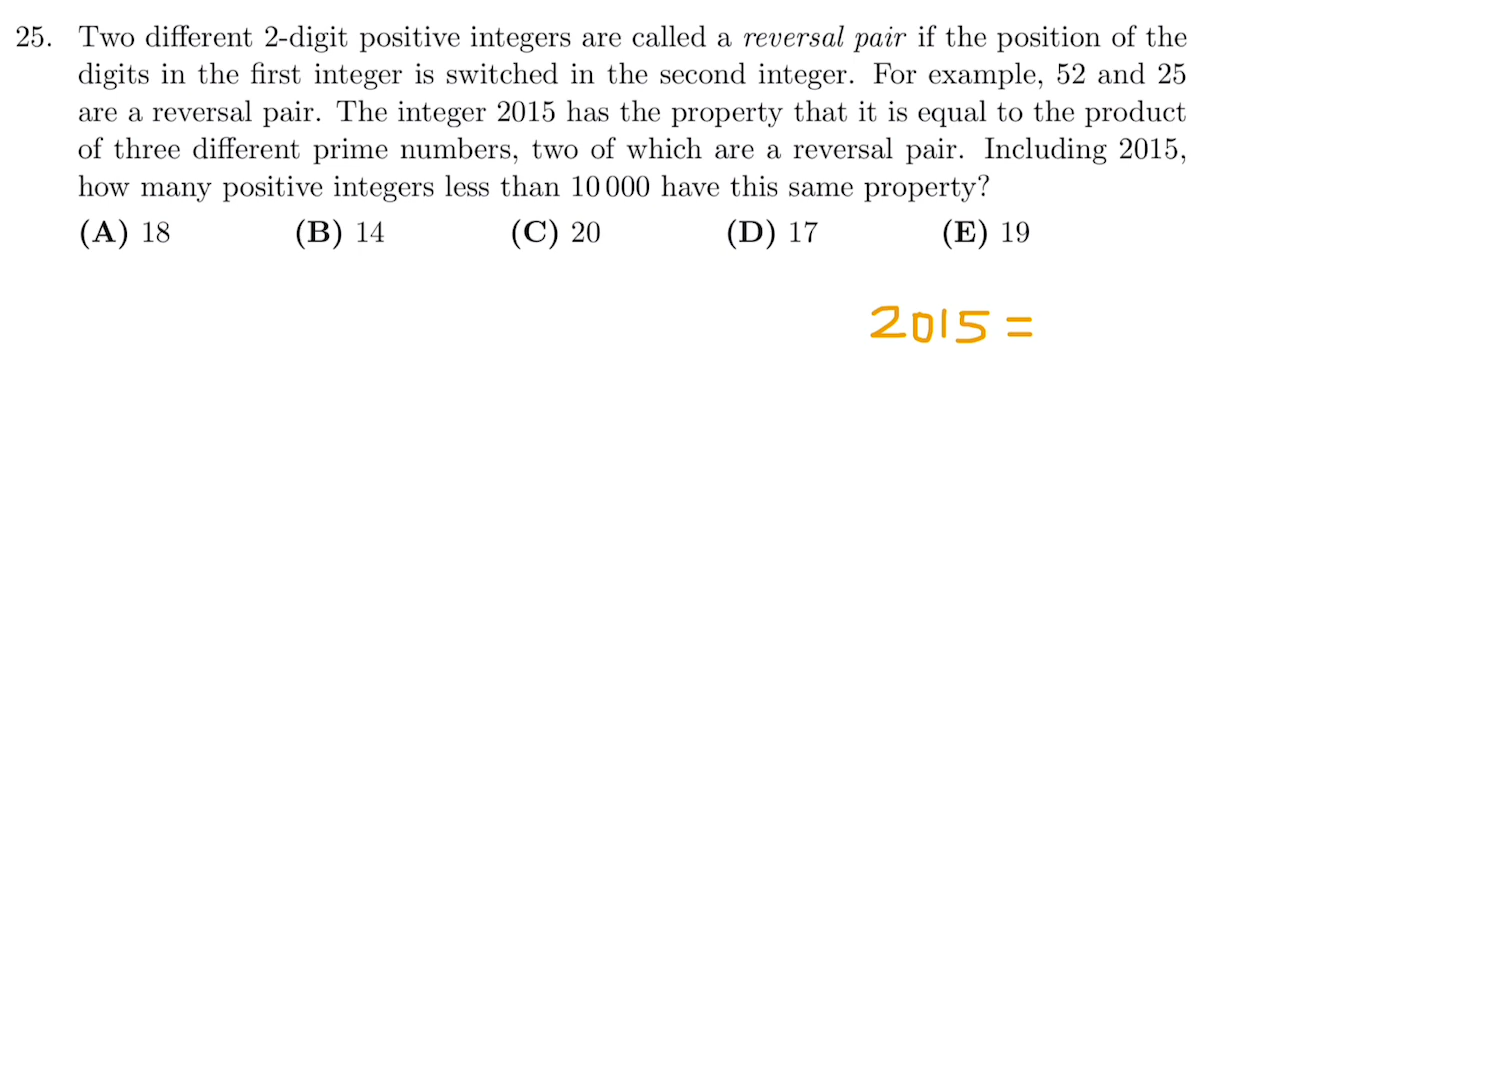 25. Two different 2-digit positive integers are called a reversal pair if the position of the
digits in the first integer is switched in the second integer. For example, 52 and 25
are a reversal pair. The integer 2015 has the property that it is equal to the product
of three different prime numbers, two of which are a reversal pair. Including 2015,
how many positive integers less than 10 000 have this same property?
(A) 18 (B) 14 (C) 20 (D) 17 (E) 19
2015 =